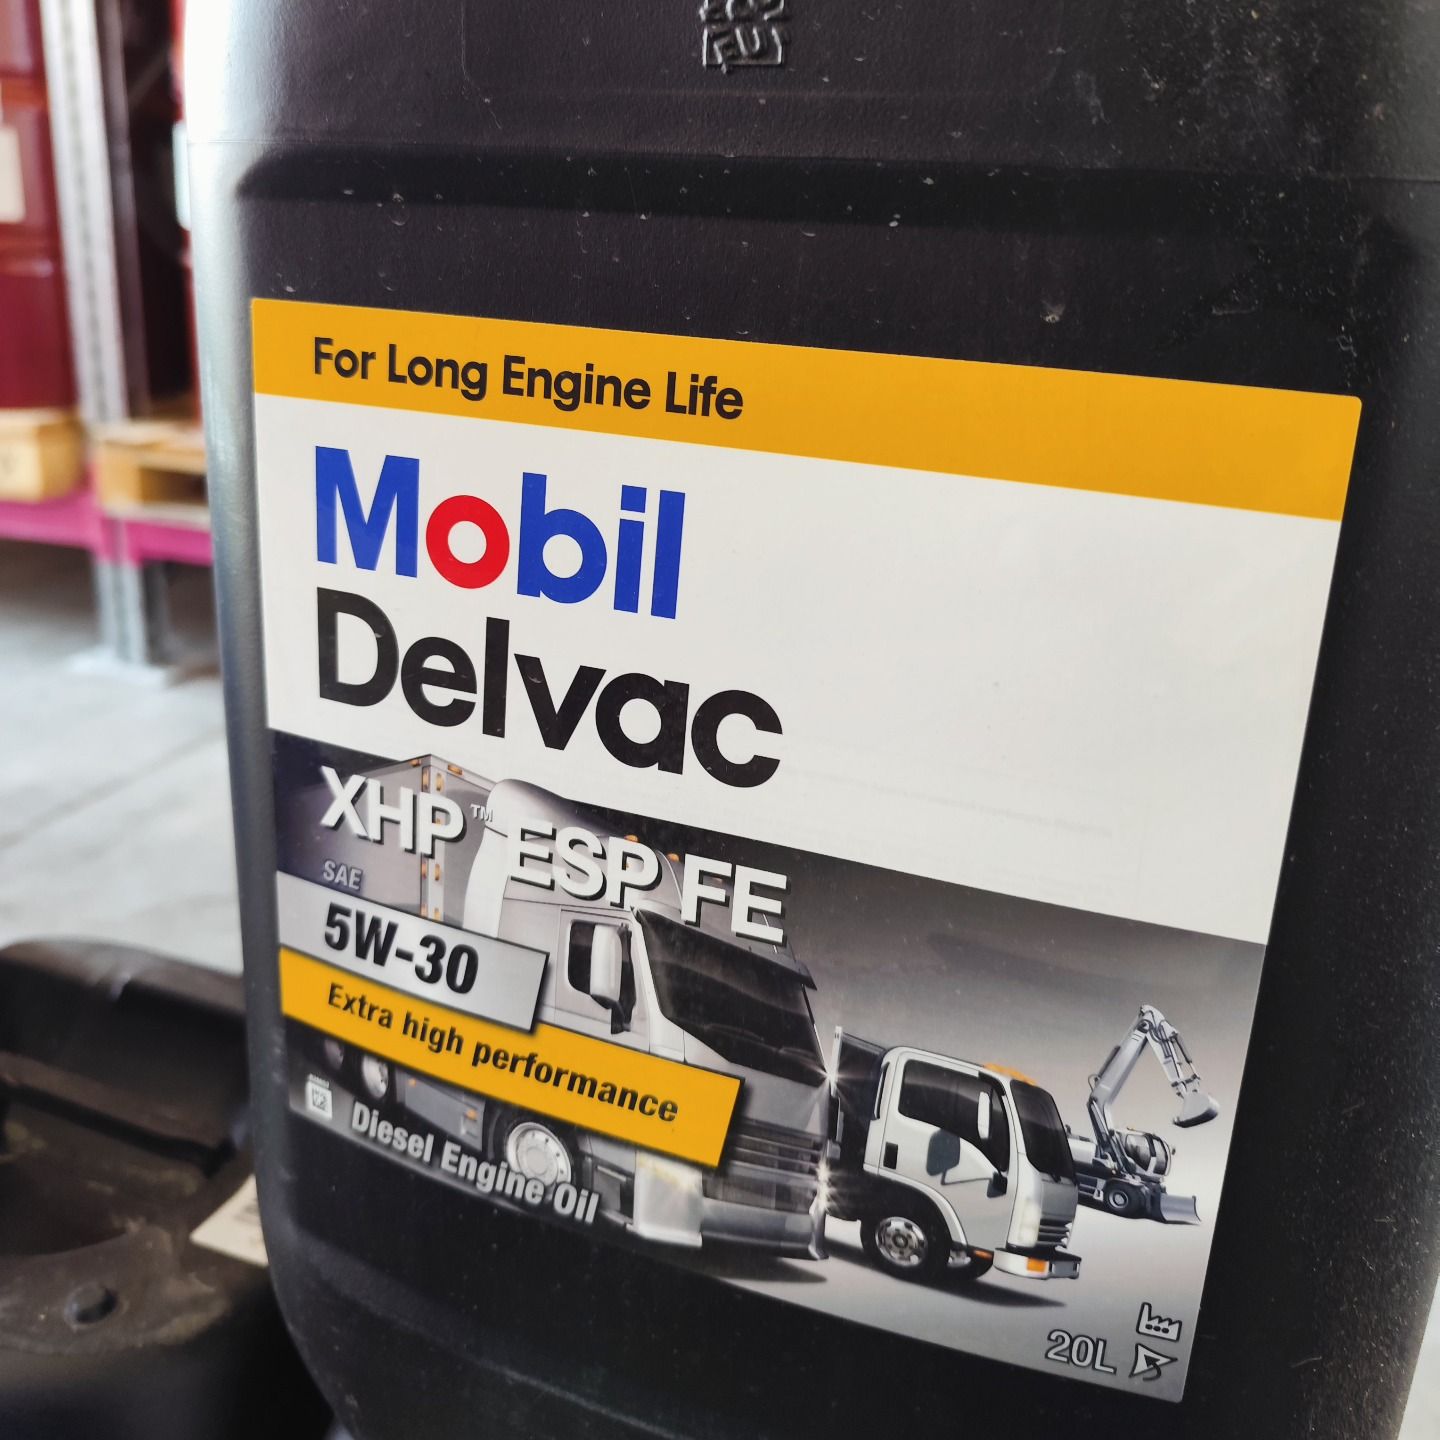 For Long Engine Life
Mobil
Delvac
XHP™ ESP FE
SAE
5W-30
Extra high performance
Diesel Engine Oil
20L